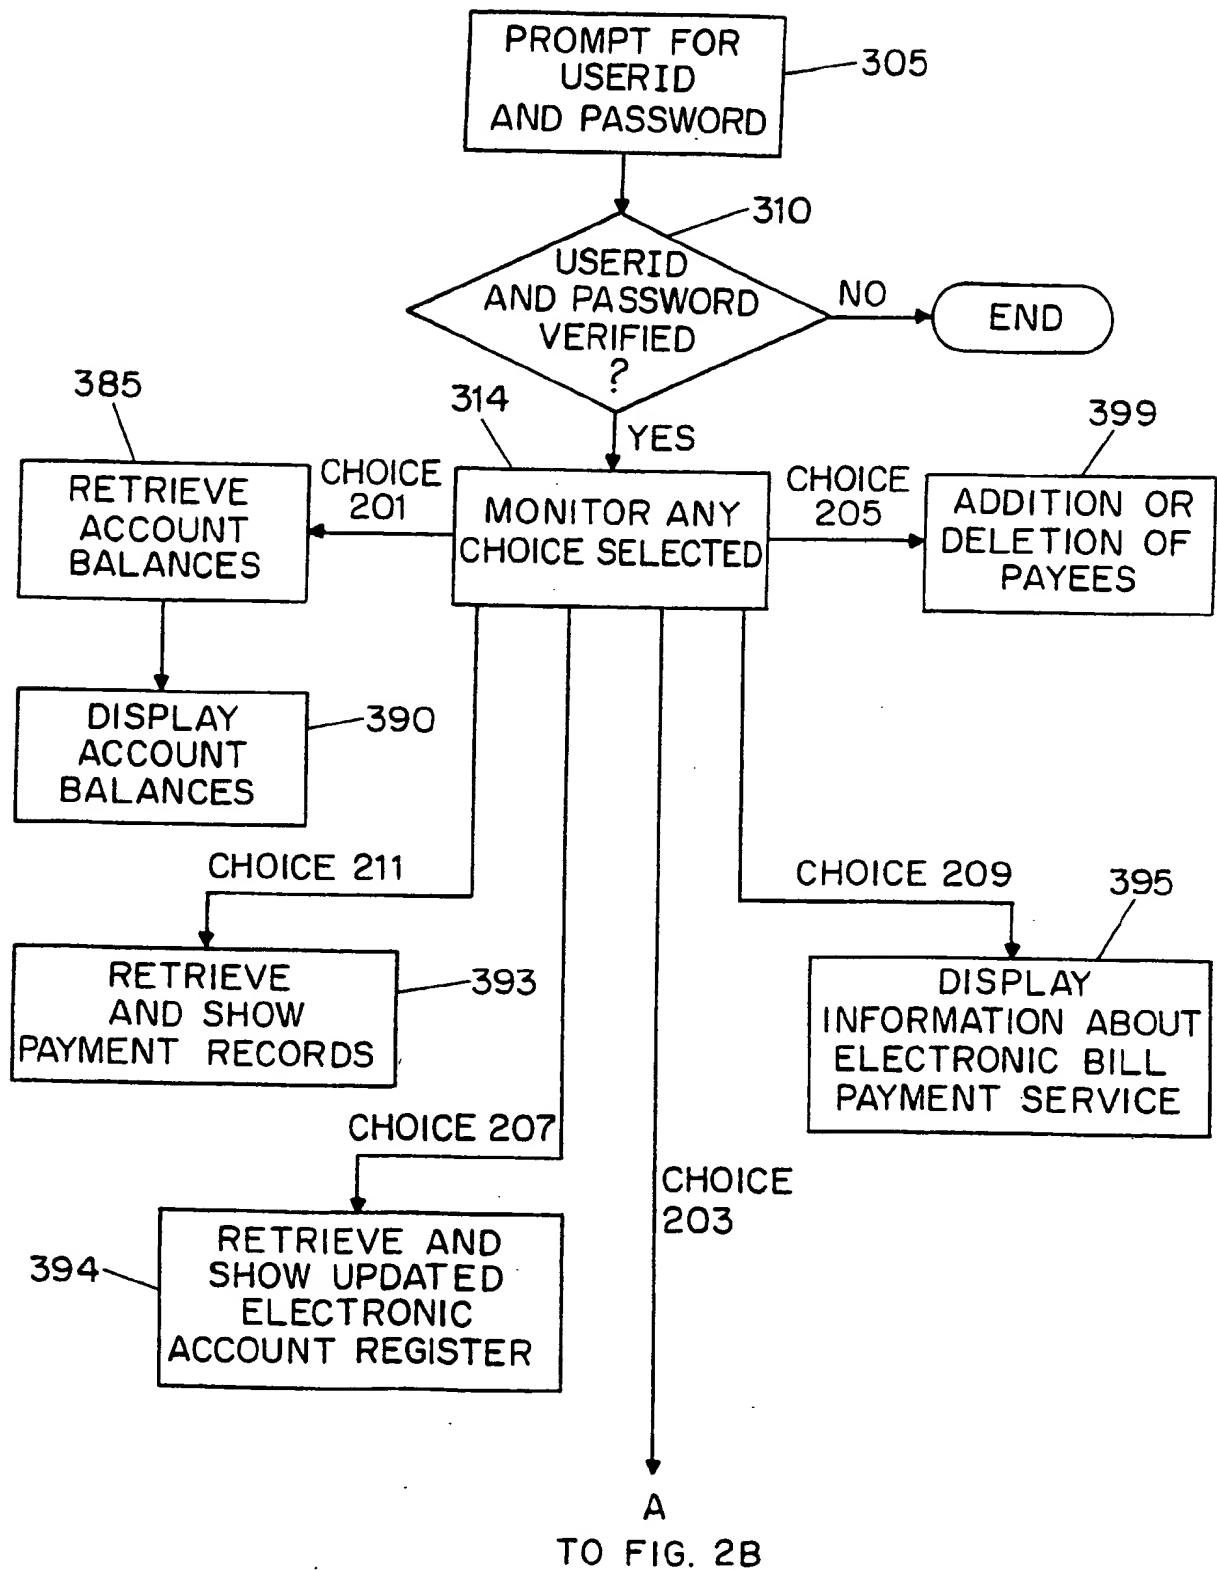 PROMPT FOR
USERID
AND PASSWORD
305
310
USERID
AND PASSWORD
VERIFIED
?
NO
END
YES
385
314
399
RETRIEVE
ACCOUNT
BALANCES
CHOICE
201
MONITOR ANY
CHOICE SELECTED
CHOICE
205
ADDITION OR
DELETION OF
PAYEES
DISPLAY
ACCOUNT
BALANCES
390
CHOICE 211
CHOICE 209
395
RETRIEVE
AND SHOW
PAYMENT RECORDS
393
DISPLAY
INFORMATION ABOUT
ELECTRONIC BILL
PAYMENT SERVICE
CHOICE 207
CHOICE
203
394
RETRIEVE AND
SHOW UPDATED
ELECTRONIC
ACCOUNT REGISTER
A
TO FIG. 2B